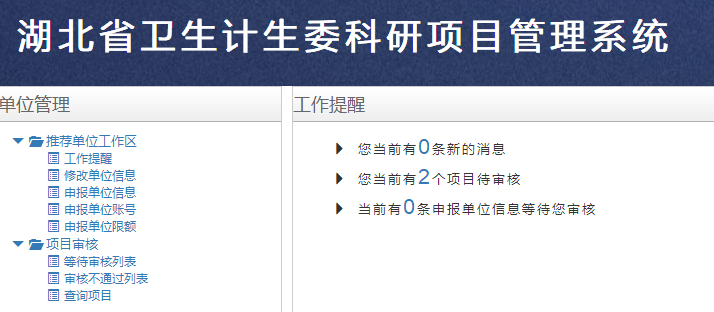 湖北省卫生计生委科研项目管理系统
单位管理
推荐单位工作区
工作提醒
修改单位信息
申报单位信息
申报单位账号
申报单位限额
项目审核
等待审核列表
审核不通过列表
查询项目
工作提醒
您当前有0条新的消息
您当前有2个项目待审核
当前有0条申报单位信息等待您审核